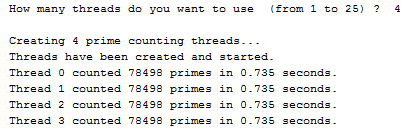 How many threads do you want to use  (from 1 to 25) ?  4

Creating 4 prime counting threads...
Threads have been created and started.
Thread 0 counted 78498 primes in 0.735 seconds.
Thread 1 counted 78498 primes in 0.735 seconds.
Thread 2 counted 78498 primes in 0.735 seconds.
Thread 3 counted 78498 primes in 0.735 seconds.